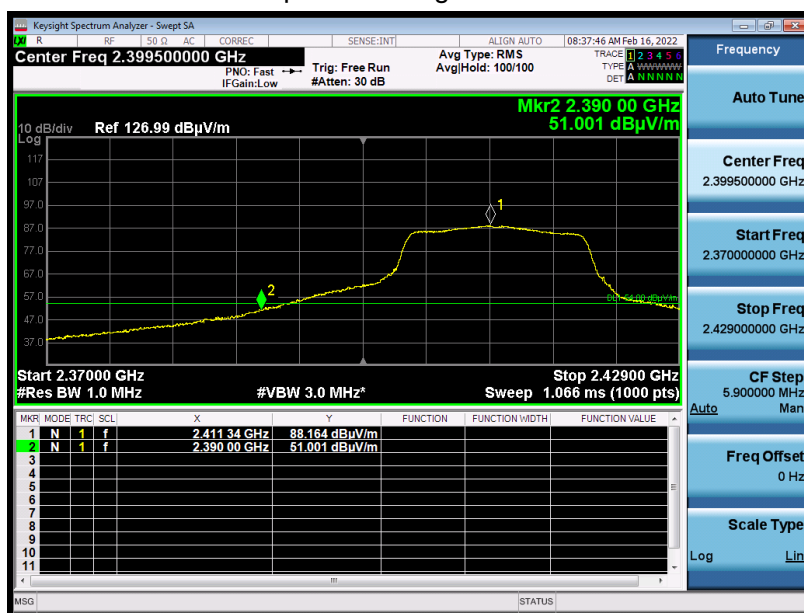 Keysight Spectrum Analyzer - Swept SA
LXI R RF 50 Ω AC CORREC SENSE:INT ALIGN AUTO 08:37:46 AM Feb 16, 2022
Center Freq 2.399500000 GHz
PNO: Fast
IFGain:Low
Trig: Free Run
#Atten: 30 dB
Avg Type: RMS
Avg|Hold: 100/100
TRACE 1 2 3 4 5 6
TYPE A WWWWW
DET A N N N N N
Mkr2 2.390 00 GHz
51.001 dBµV/m
10 dB/div Ref 126.99 dBµV/m
Log
117
107
97.0
87.0
77.0
67.0
57.0
47.0
37.0
1
2
DL1 54.00 dBµV/m
Start 2.37000 GHz Stop 2.42900 GHz
#Res BW 1.0 MHz #VBW 3.0 MHz* Sweep 1.066 ms (1000 pts)
MKR MODE TRC SCL X Y FUNCTION FUNCTION WIDTH FUNCTION VALUE
1 N 1 f 2.411 34 GHz 88.164 dBµV/m
2 N 1 f 2.390 00 GHz 51.001 dBµV/m
3
4
5
6
7
8
9
10
11
MSG STATUS
Frequency
Auto Tune
Center Freq
2.399500000 GHz
Start Freq
2.370000000 GHz
Stop Freq
2.429000000 GHz
CF Step
5.900000 MHz
Auto Man
Freq Offset
0 Hz
Scale Type
Log Lin